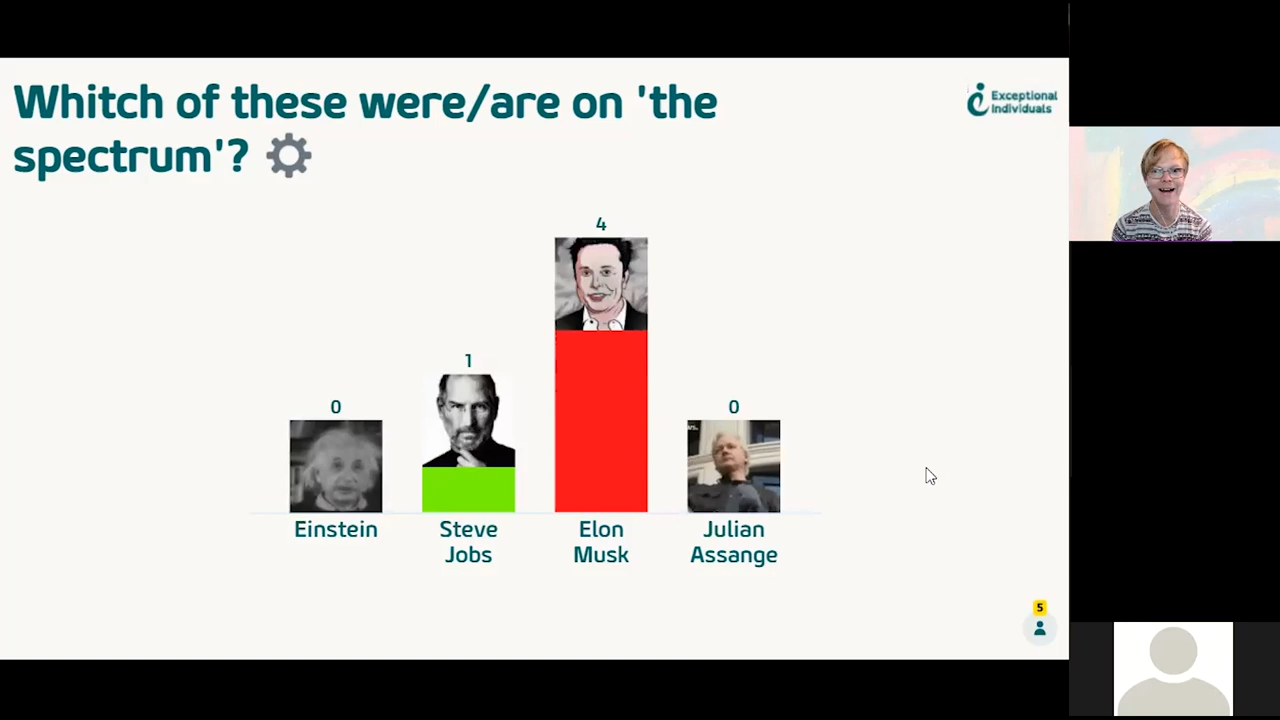 Whitch of these were/are on 'the
spectrum'?
Exceptional
Individuals
0
1
4
0
Einstein
Steve
Jobs
Elon
Musk
Julian
Assange
5